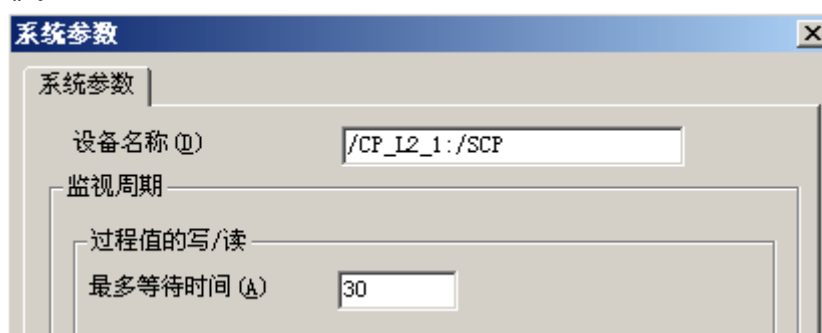 系统参数
系统参数
设备名称(D) /CP_L2_1:/SCP
监视周期
过程值的写/读
最多等待时间(A) 30